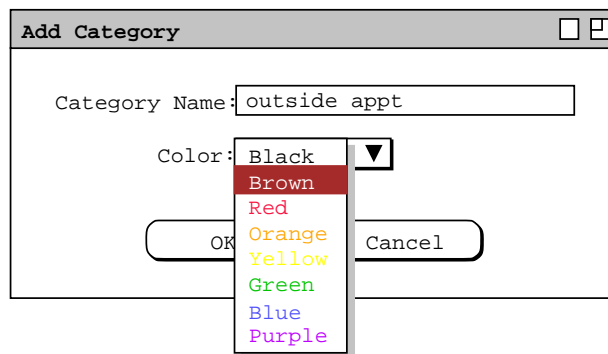 Add Category
Category Name: outside appt
Color: Black
Brown
Red
Orange
OK Cancel
Yellow
Green
Blue
Purple